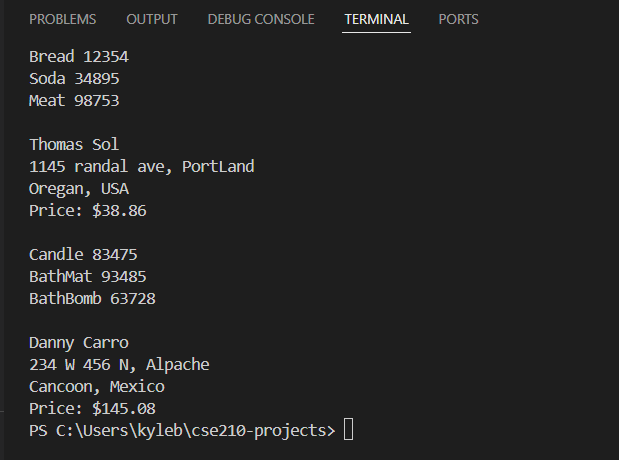 PROBLEMS OUTPUT DEBUG CONSOLE TERMINAL PORTS
Bread 12354
Soda 34895
Meat 98753
Thomas Sol
1145 randal ave, PortLand
Oregan, USA
Price: $38.86
Candle 83475
BathMat 93485
BathBomb 63728
Danny Carro
234 W 456 N, Alpache
Cancoon, Mexico
Price: $145.08
PS C:\Users\kyleb\cse210-projects>